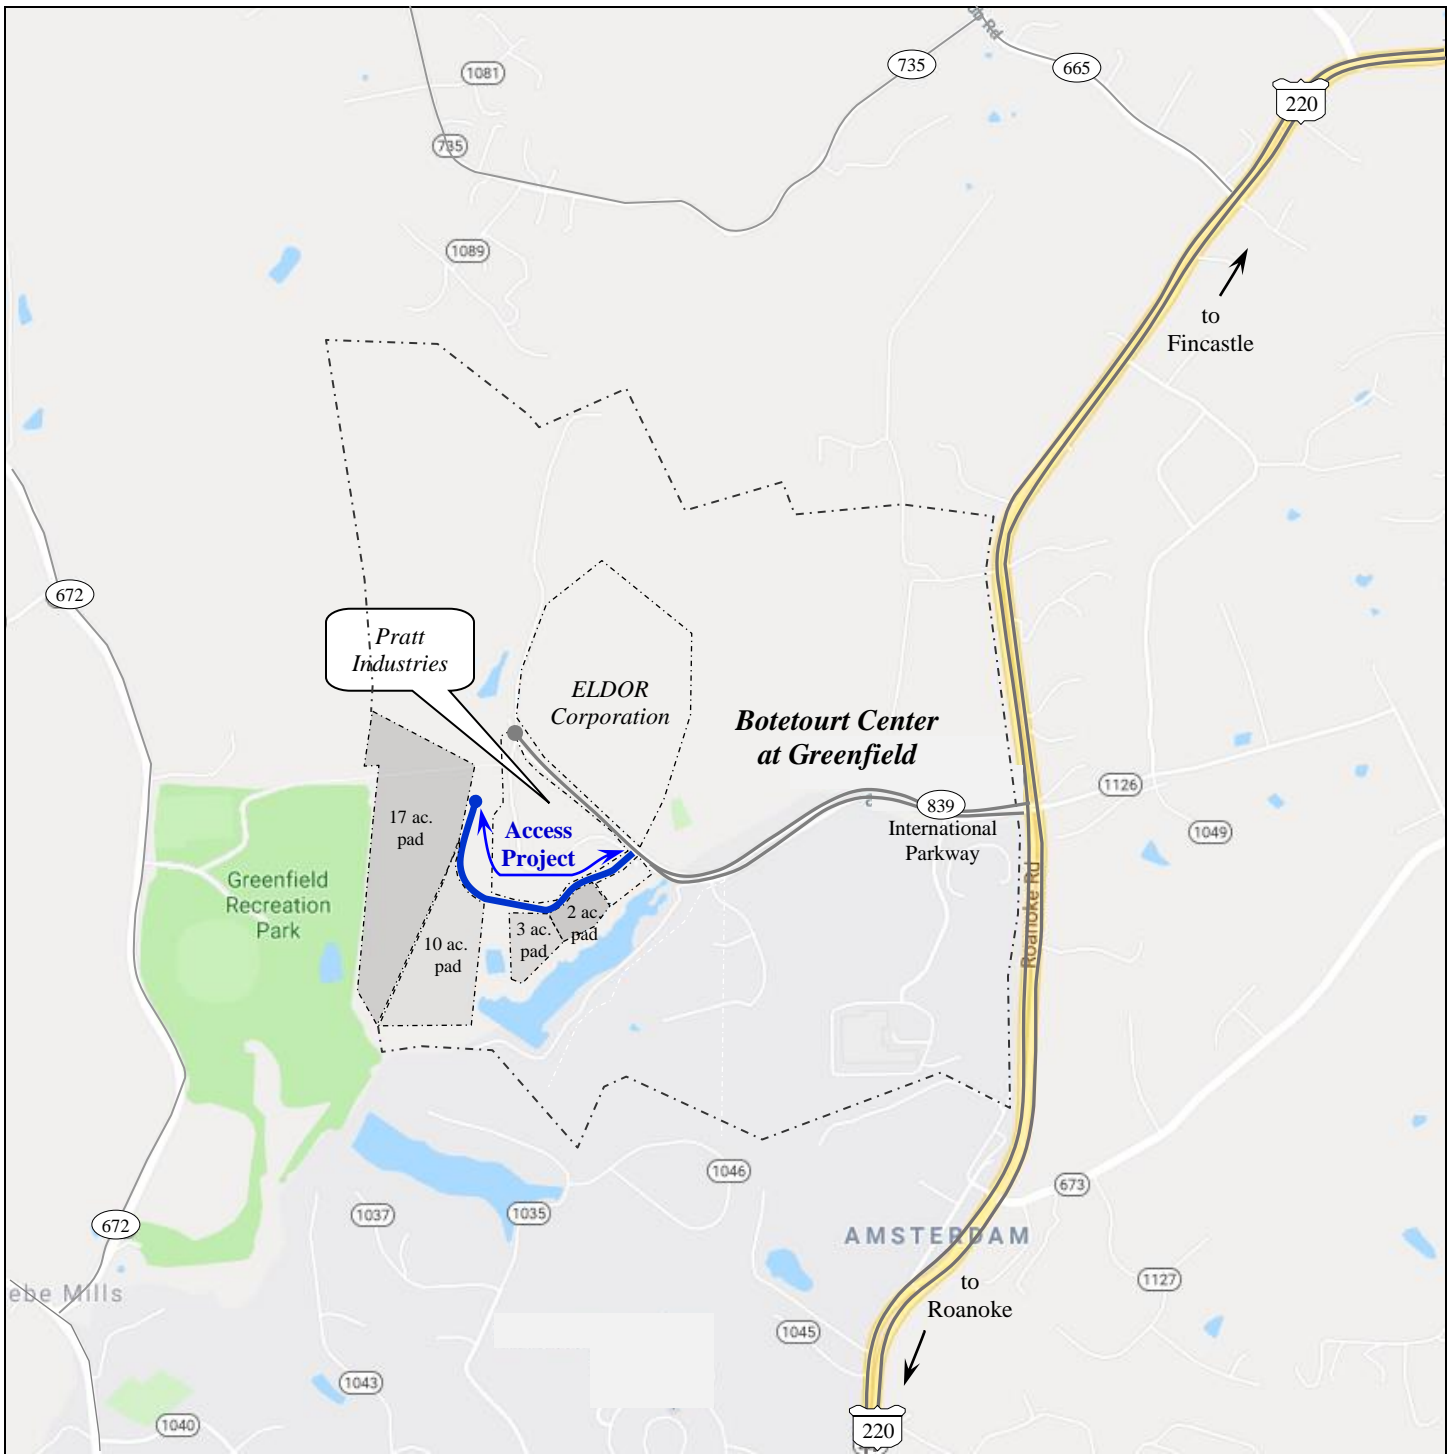 735
665
220
1081
735
1089
to
Fincastle
672
Pratt
Industries
ELDOR
Corporation
Botetourt Center
at Greenfield
839
International
Parkway
1126
1049
17 ac.
pad
Access
Project
Greenfield
Recreation
Park
10 ac.
pad
3 ac.
pad
2 ac.
pad
Roanoke Rd
1046
673
1037
1035
672
AMSTERDAM
ebe Mills
to
Roanoke
1127
1045
1043
1040
220